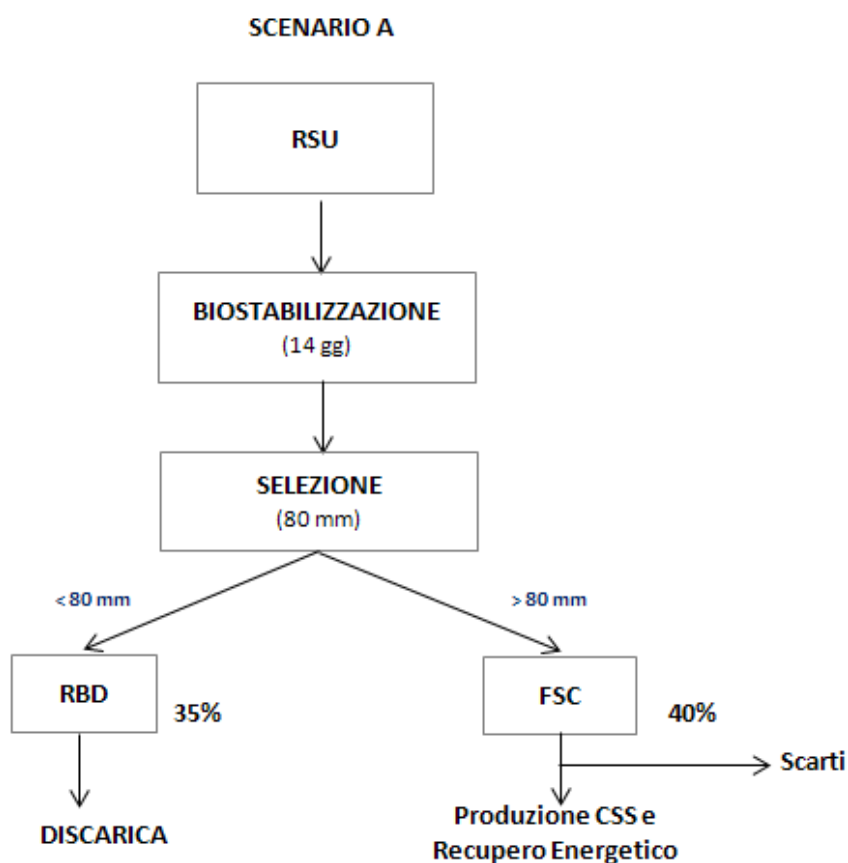 SCENARIO A
RSU
BIOSTABILIZZAZIONE
(14 gg)
SELEZIONE
(80 mm)
< 80 mm
> 80 mm
RBD
35%
FSC
40%
Scarti
DISCARICA
Produzione CSS e
Recupero Energetico